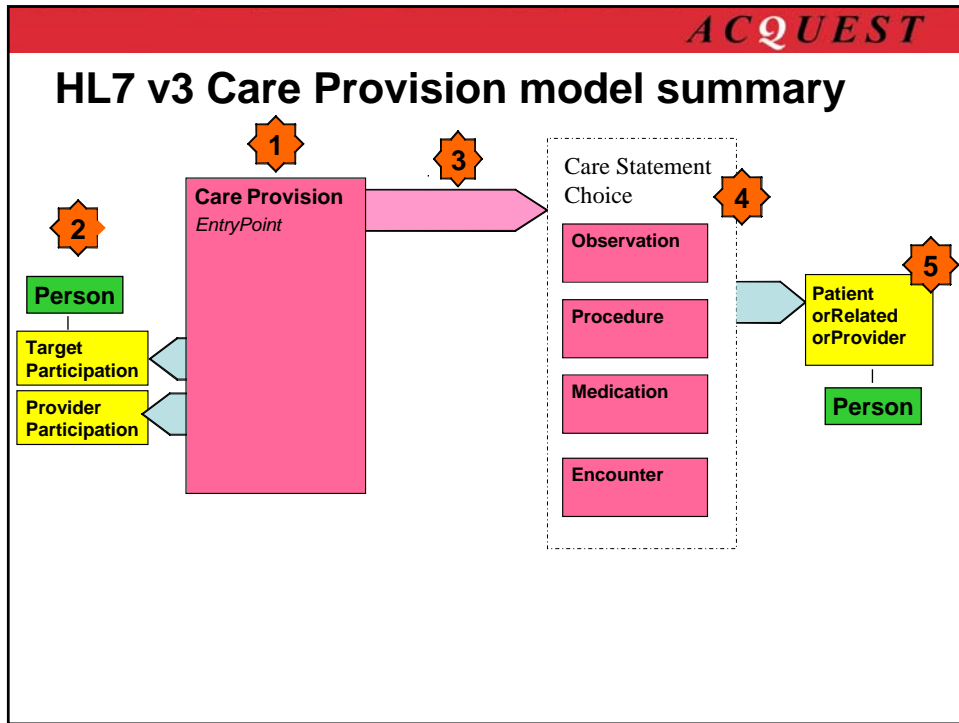 ACQUEST
HL7 v3 Care Provision model summary
1
2
3
4
5
Care Provision
EntryPoint
Person
Target
Participation
Provider
Participation
Care Statement
Choice
Observation
Procedure
Medication
Encounter
Patient
orRelated
orProvider
Person